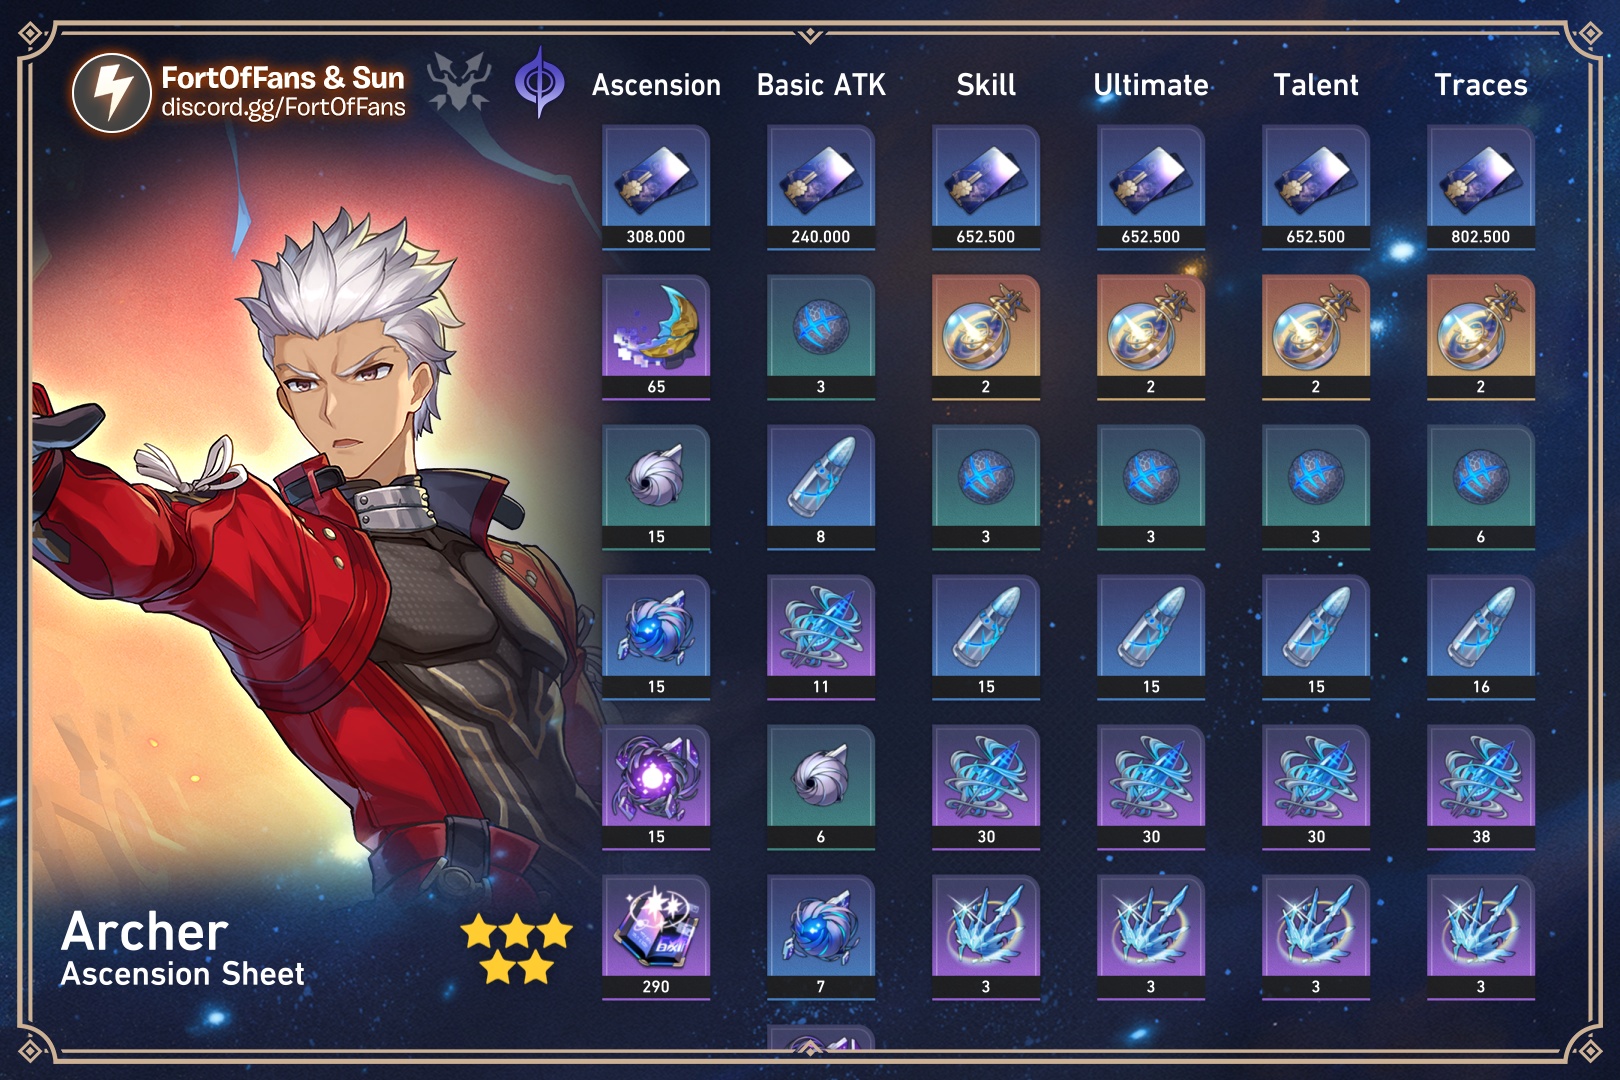 FortOfFans & Sun
discord.gg/FortOfFans
Ascension Basic ATK Skill Ultimate Talent Traces
308.000 240.000 652.500 652.500 652.500 802.500
65 3 2 2 2 2
15 8 3 3 3 6
15 11 15 15 15 16
15 6 30 30 30 38
290 7 3 3 3 3
Archer
Ascension Sheet